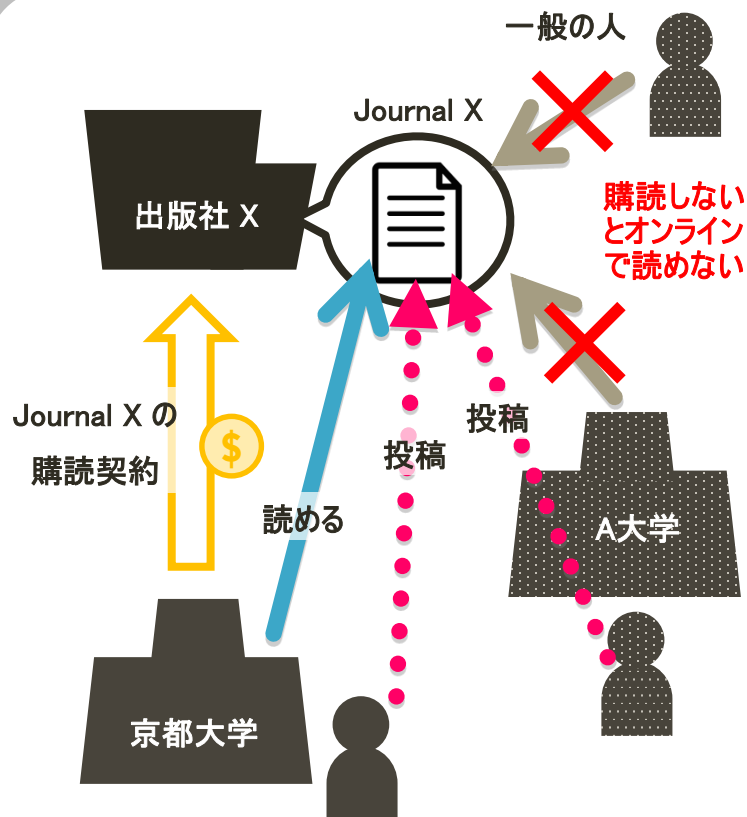 一般の人
Journal X
出版社 X
購読しない
とオンライン
で読めない
Journal X の
購読契約
$
投稿
投稿
読める
A大学
京都大学